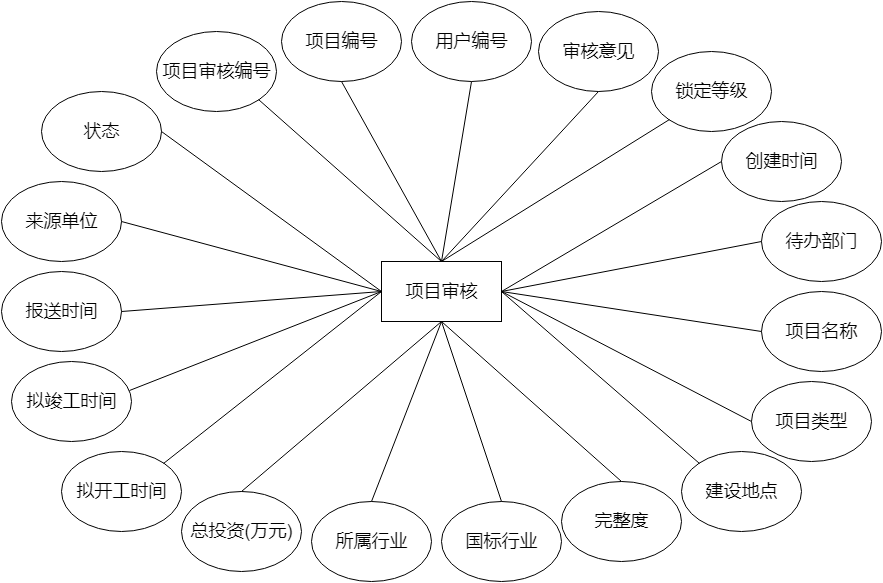 项目编号
用户编号
审核意见
项目审核编号
锁定等级
状态
创建时间
来源单位
待办部门
项目审核
报送时间
项目名称
拟竣工时间
项目类型
拟开工时间
建设地点
总投资(万元)
所属行业
国标行业
完整度